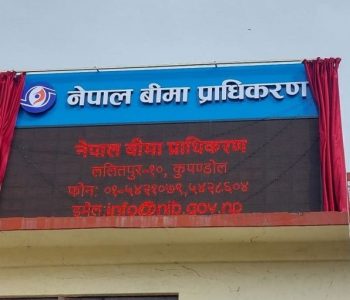 नेपाल बीमा प्राधिकरण
नेपाल बीमा प्राधिकरण
ललितपुर-१०, कुपण्डोल
फोन: ०१-५४२१०७९,५४२८६०४
इमेल:info@nib.gov.np